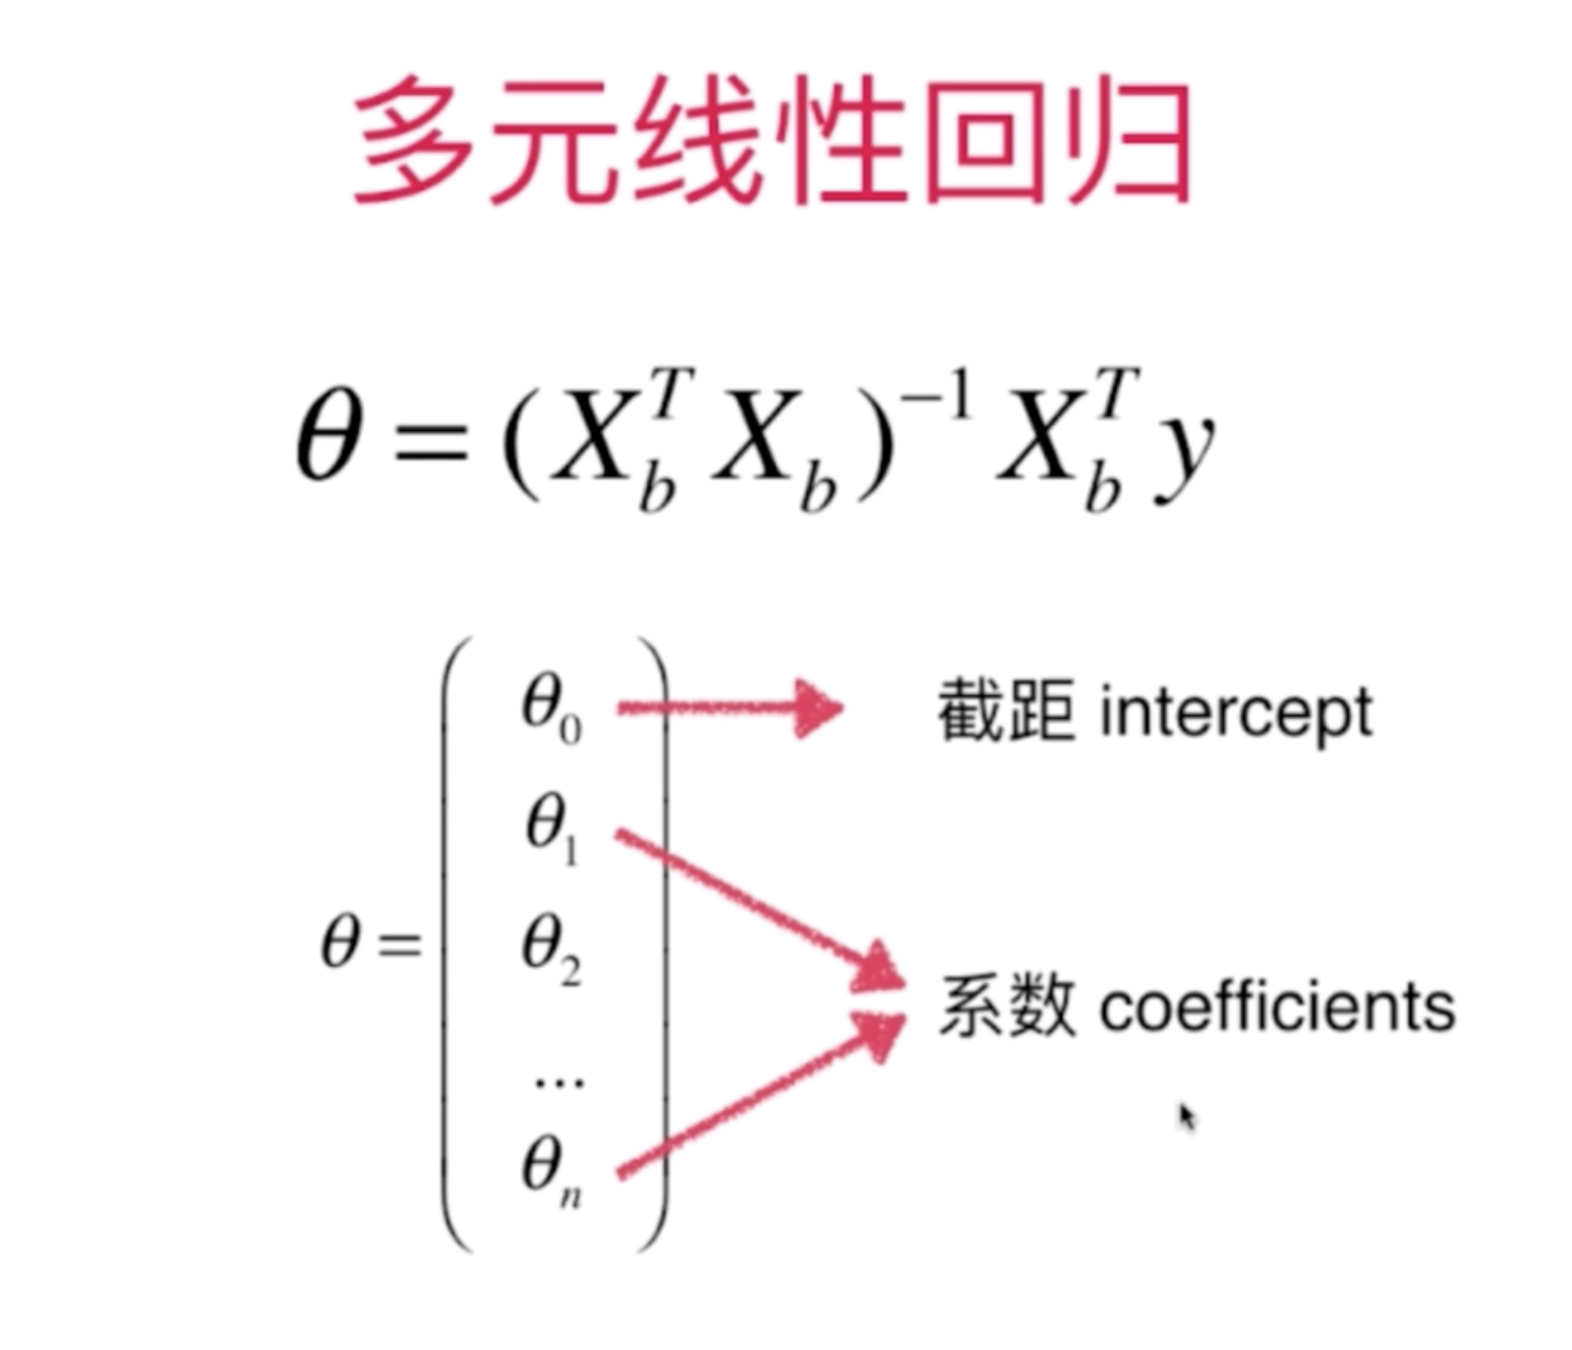 多元线性回归
θ = (X_b^T X_b)^{-1} X_b^T y
θ_0
截距 intercept
θ_1
θ = θ_2
系数 coefficients
...
θ_n